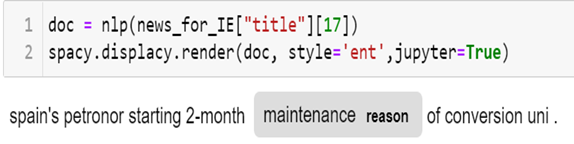 1 doc = nlp(news_for_IE["title"][17])
2 spacy.displacy.render(doc, style='ent',jupyter=True)
spain's petronor starting 2-month maintenance reason of conversion uni .